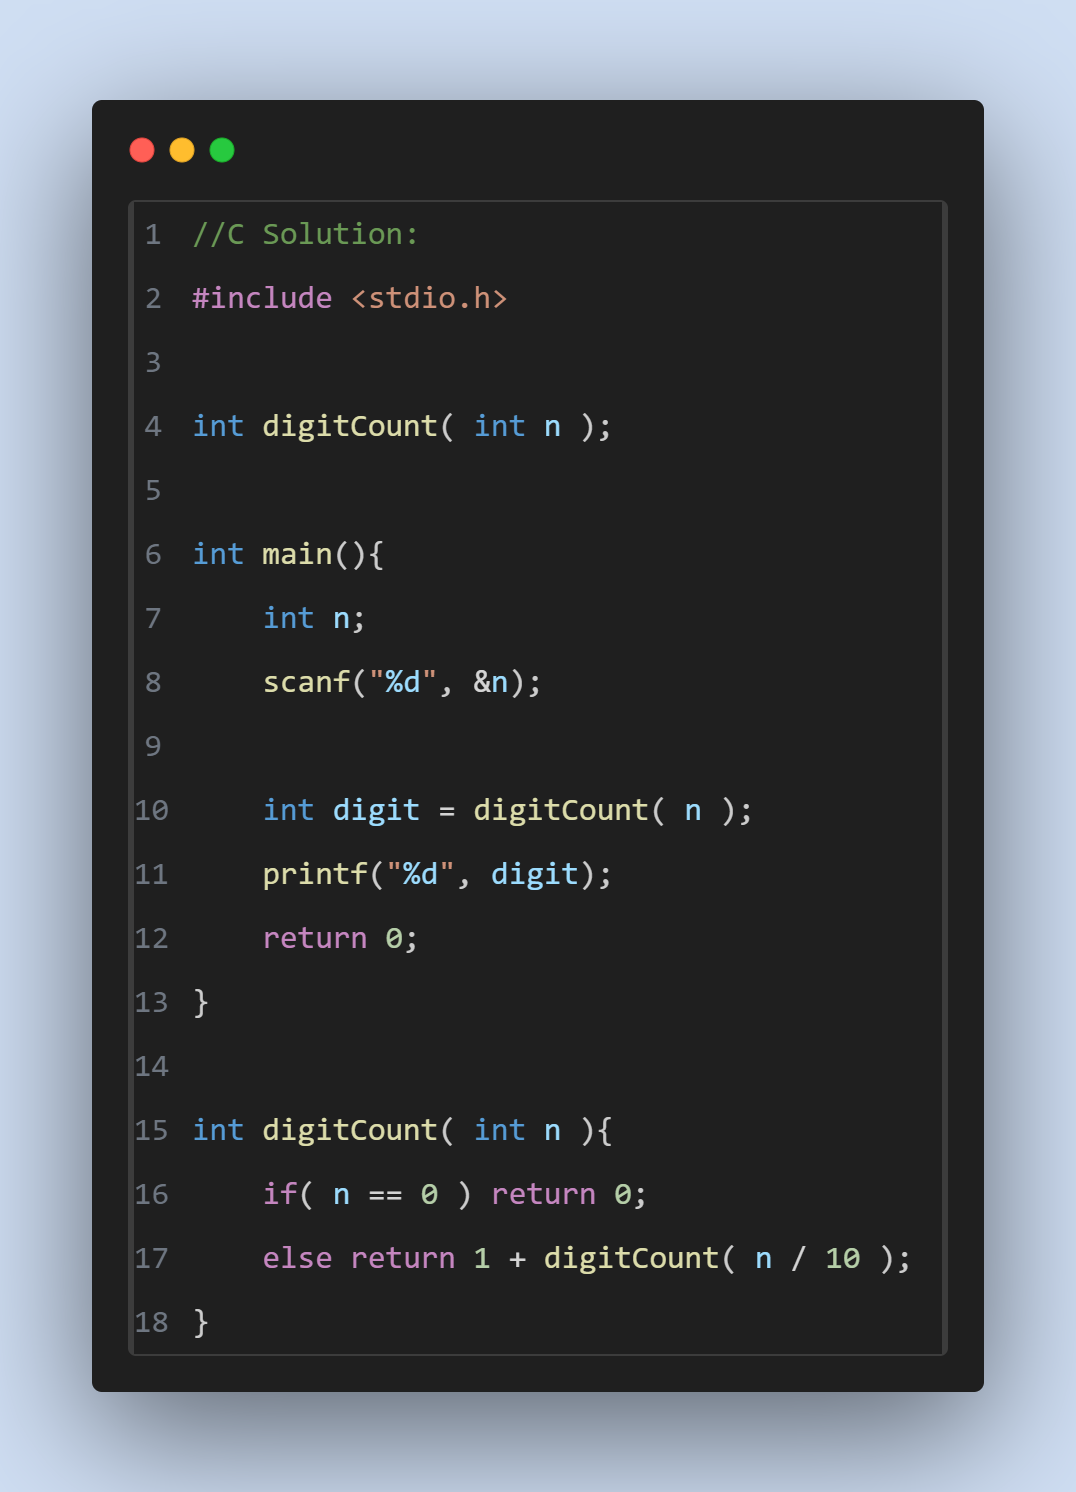 1 //C Solution:
2 #include <stdio.h>
3
4 int digitCount( int n );
5
6 int main(){
7     int n;
8     scanf("%d", &n);
9
10     int digit = digitCount( n );
11     printf("%d", digit);
12     return 0;
13 }
14
15 int digitCount( int n ){
16     if( n == 0 ) return 0;
17     else return 1 + digitCount( n / 10 );
18 }